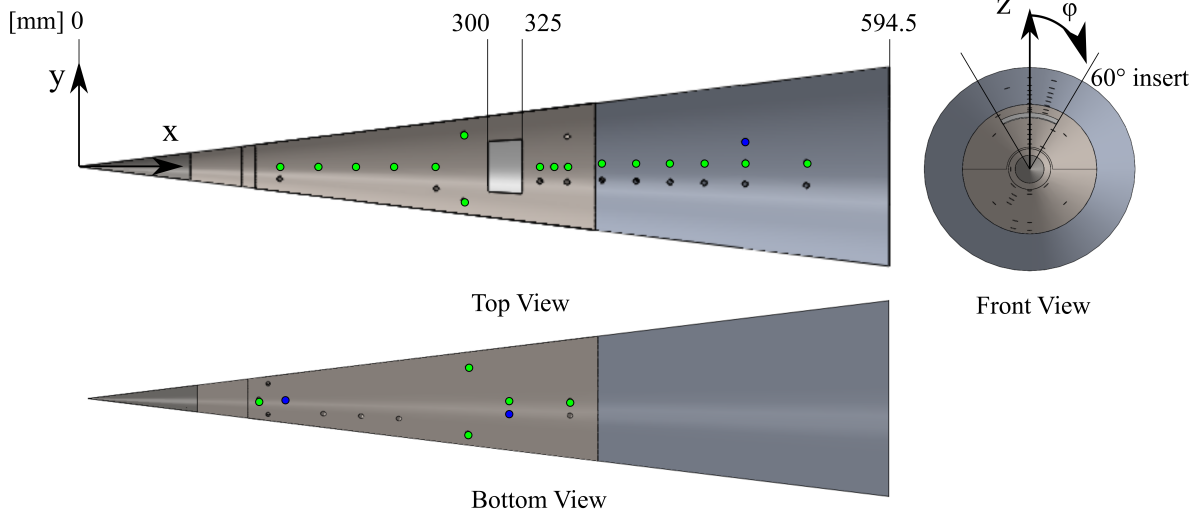 [mm] 0
300
325
594.5
z
φ
y
x
60° insert
Top View
Front View
Bottom View